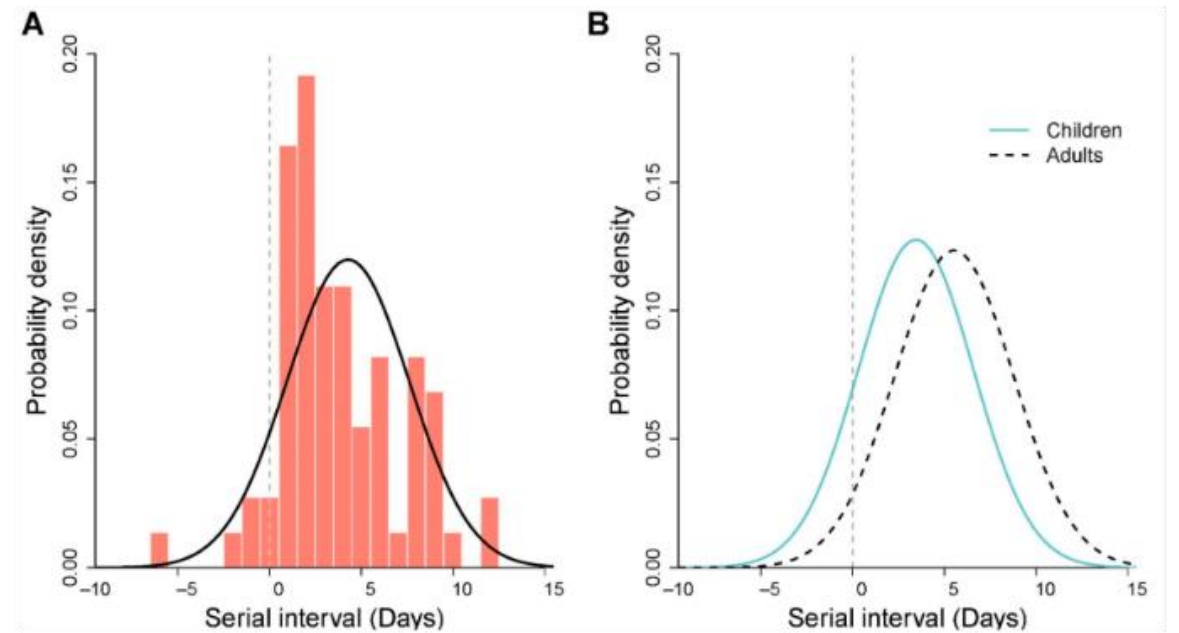 A
B
Probability density
0.20
0.15
0.10
0.05
0.00
–10
–5
0
5
10
15
Serial interval (Days)
Probability density
0.20
0.15
0.10
0.05
0.00
–10
–5
0
5
10
15
Serial interval (Days)
Children
Adults